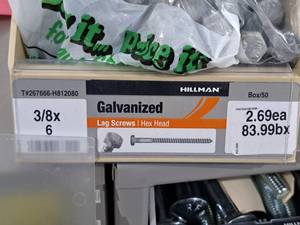 T#267666-H812080
HILLMAN
Box/50
3/8x
6
Galvanized
Lag Screws | Hex Head
2.69ea
83.99bx